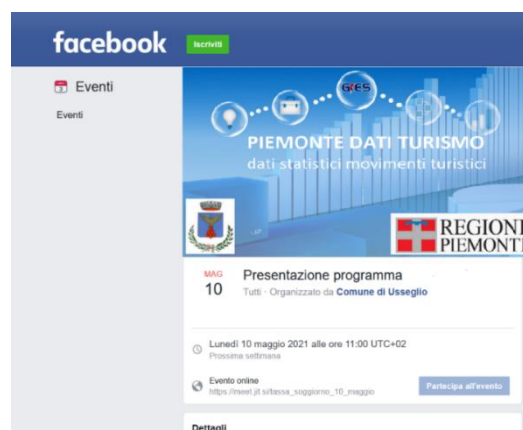 facebook
Iscriviti
Eventi
Eventi
GIES
PIEMONTE DATI TURISMO
dati statistici movimenti turistici
REGIONE
PIEMONTE
MAG
10
Presentazione programma
Tutti · Organizzato da Comune di Usseglio
Lunedì 10 maggio 2021 alle ore 11:00 UTC+02
Prossima settimana
Evento online
https://meet.jit.si/tassa_soggiorno_10_maggio
Partecipa all'evento
Dettagli